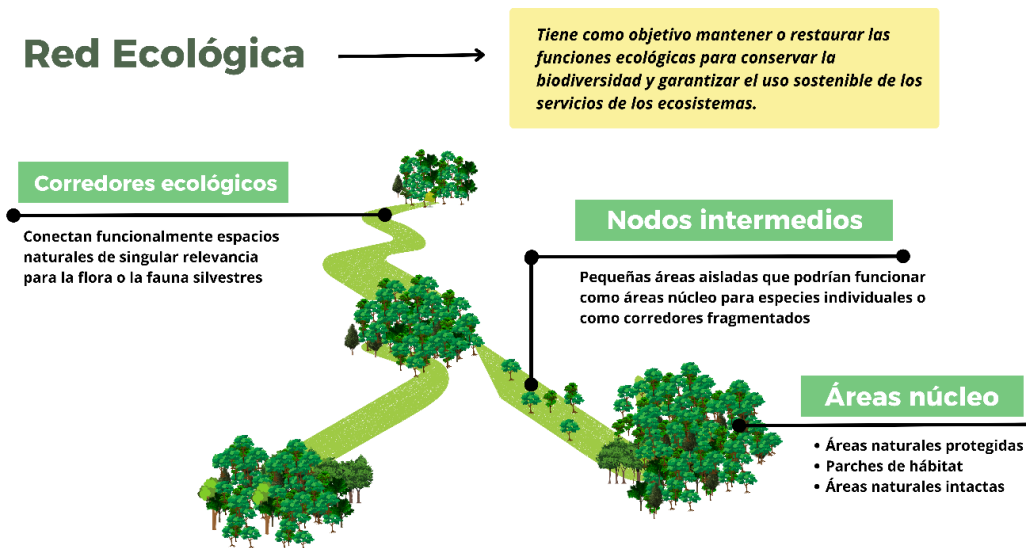 Red Ecológica
Tiene como objetivo mantener o restaurar las
funciones ecológicas para conservar la
biodiversidad y garantizar el uso sostenible de los
servicios de los ecosistemas.
Corredores ecológicos
Conectan funcionalmente espacios
naturales de singular relevancia
para la flora o la fauna silvestres
Nodos intermedios
Pequeñas áreas aisladas que podrían funcionar
como áreas núcleo para especies individuales o
como corredores fragmentados
Áreas núcleo
• Áreas naturales protegidas
• Parches de hábitat
• Áreas naturales intactas